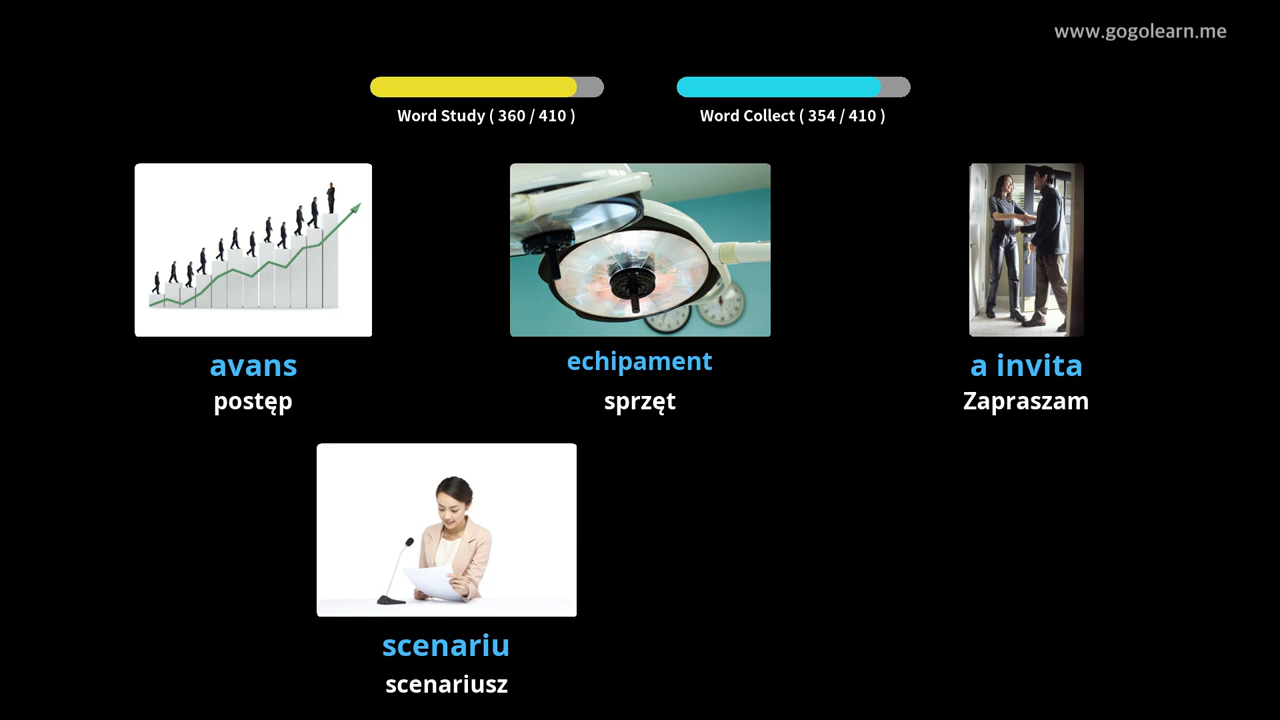 www.gogolearn.me
Word Study ( 360 / 410 )
Word Collect ( 354 / 410 )
avans
postęp
echipament
sprzęt
a invita
Zapraszam
scenariu
scenariusz